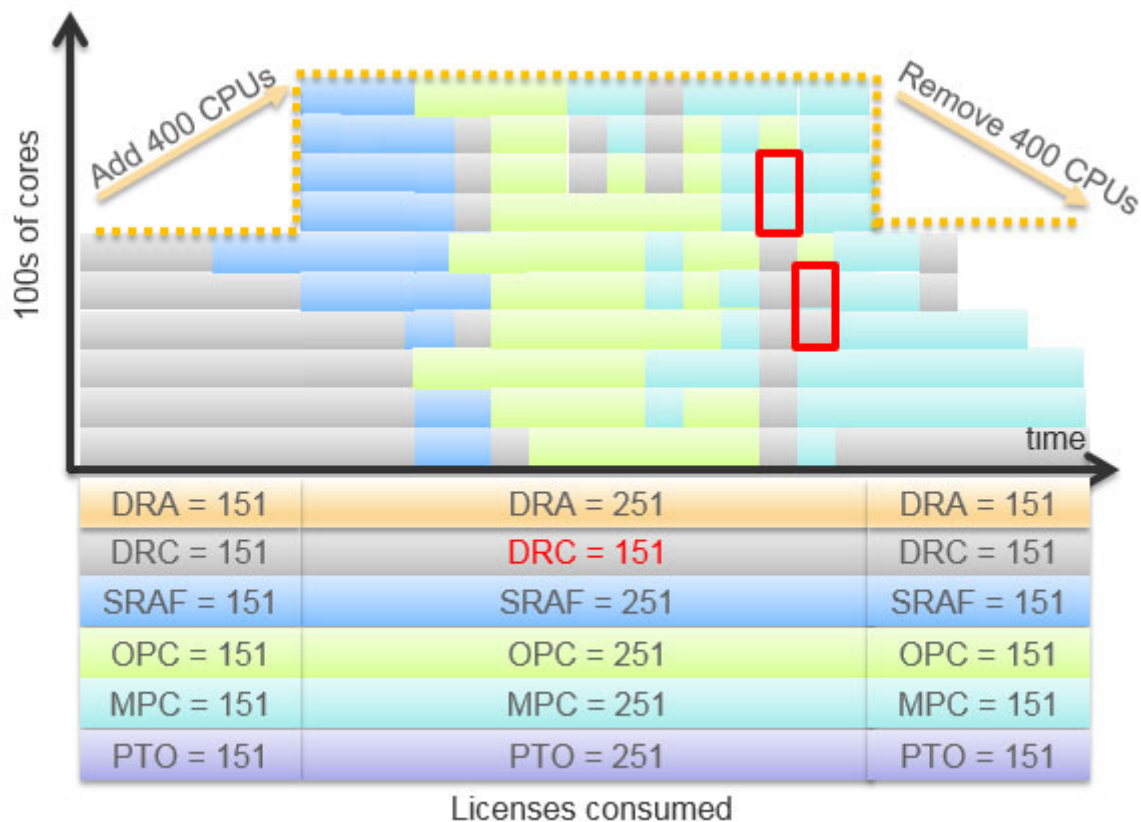 Add 400 CPUs
Remove 400 CPUs
100s of cores
time
DRA = 151 DRA = 251 DRA = 151
DRC = 151 DRC = 151 DRC = 151
SRAF = 151 SRAF = 251 SRAF = 151
OPC = 151 OPC = 251 OPC = 151
MPC = 151 MPC = 251 MPC = 151
PTO = 151 PTO = 251 PTO = 151
Licenses consumed